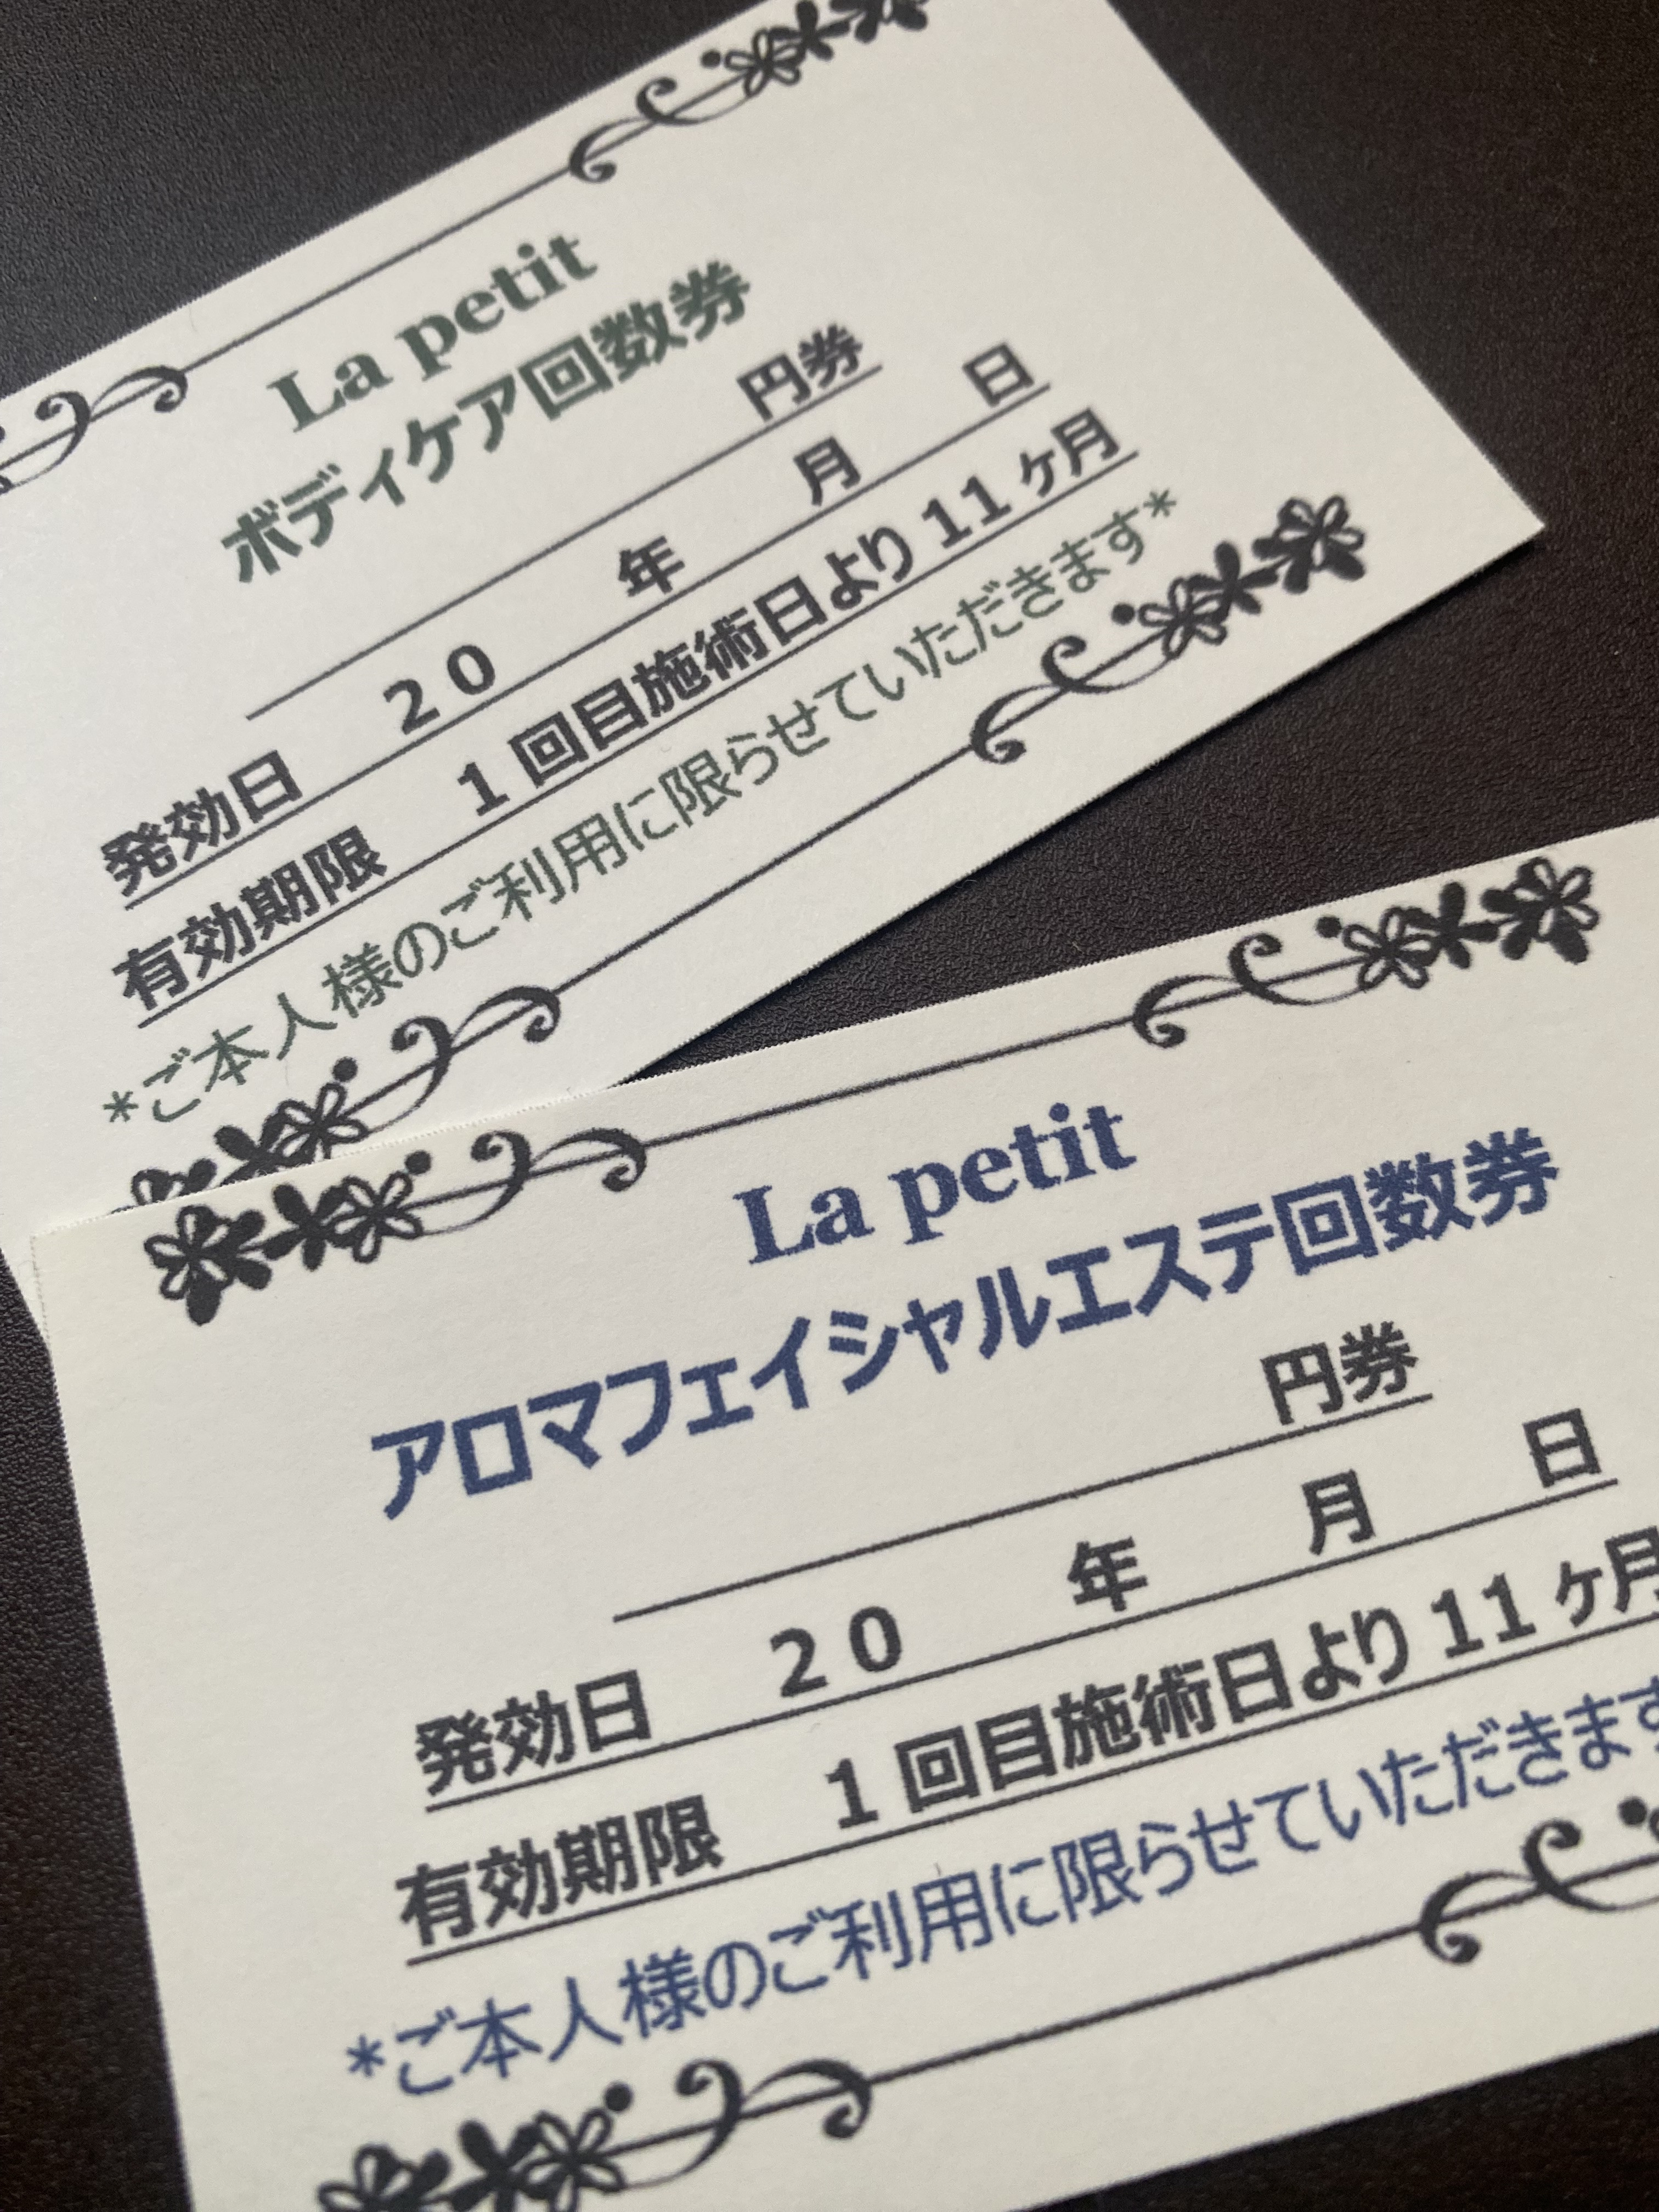 La petit
ボディケア回数券
円券
発効日 20 年 月 日
有効期限 1回目施術日より11ヶ月
*ご本人様のご利用に限らせていただきます*
La petit
アロマフェイシャルエステ回数券
円券
発効日 20 年 月 日
有効期限 1回目施術日より11ヶ月
*ご本人様のご利用に限らせていただきます